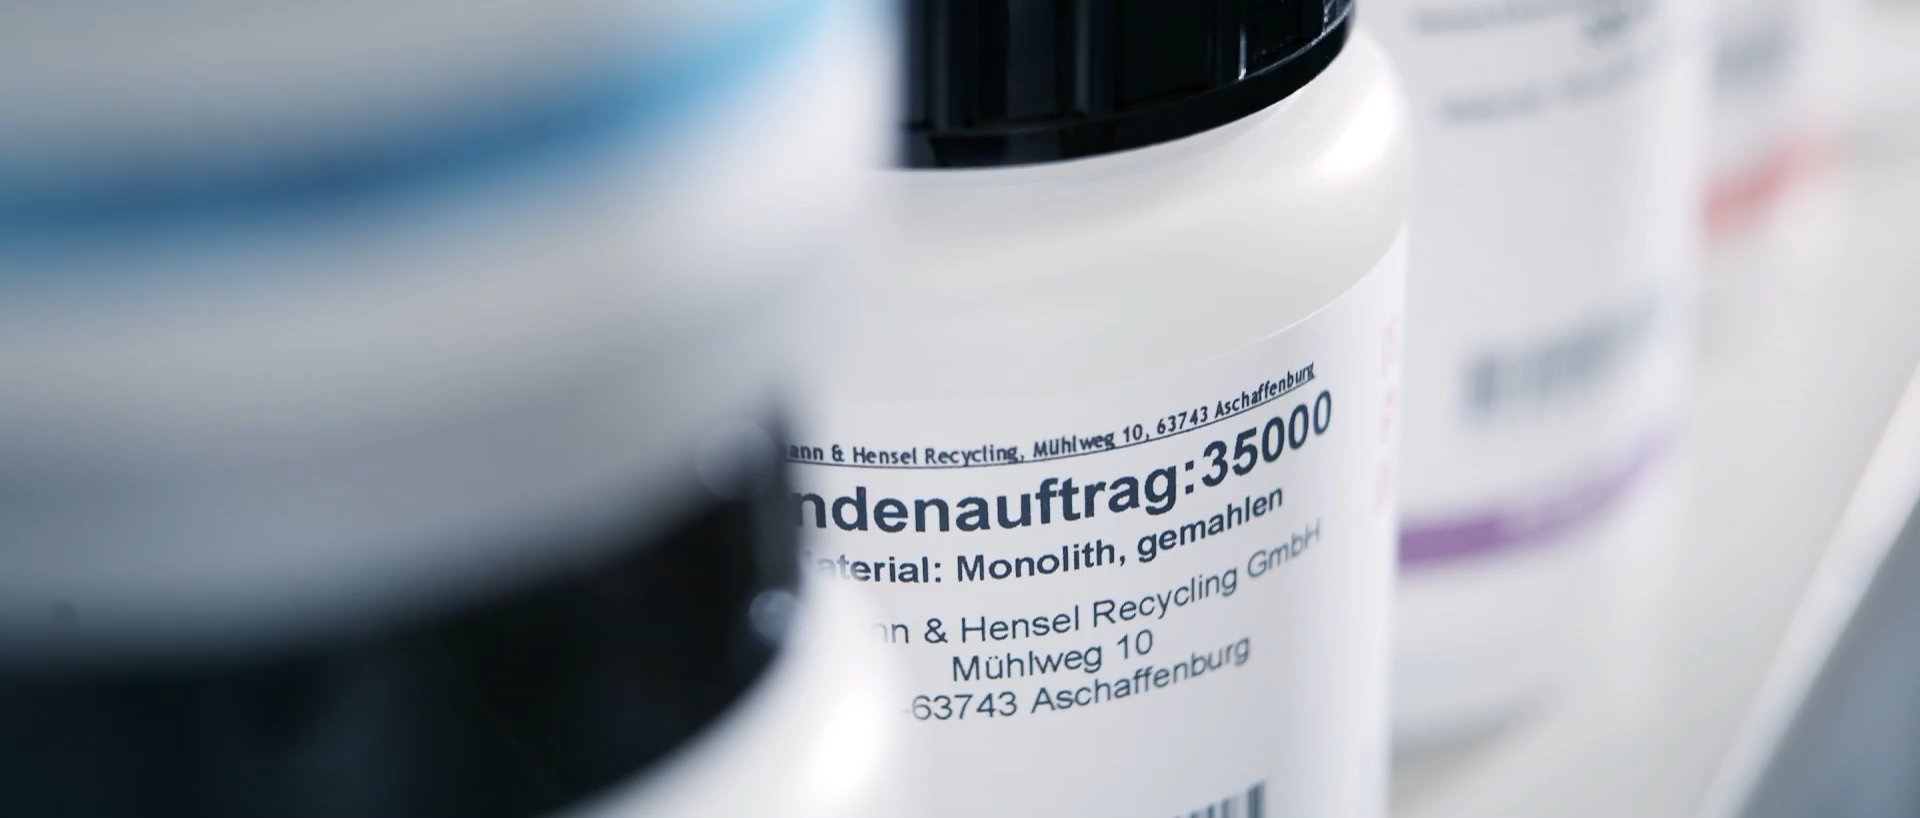 ann & Hensel Recycling, Mühlweg 10, 63743 Aschaffenburg
ndenauftrag:35000
aterial: Monolith, gemahlen
nn & Hensel Recycling GmbH
Mühlweg 10
-63743 Aschaffenburg